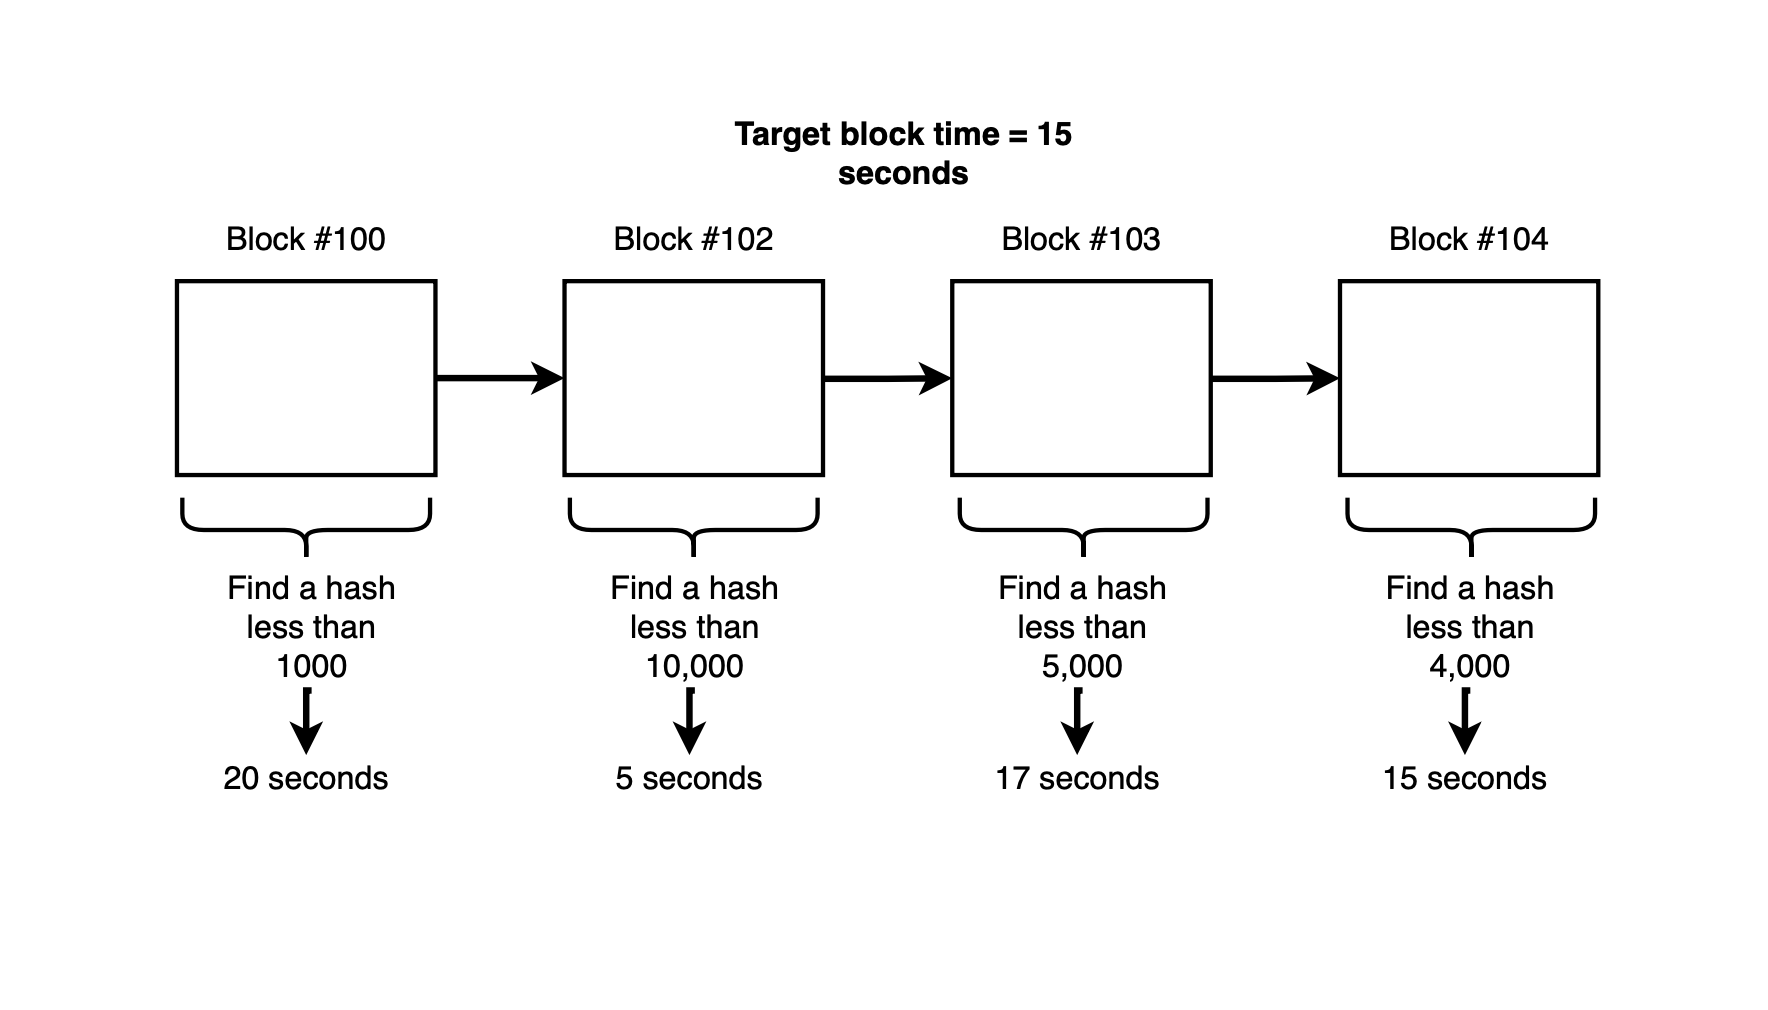 Target block time = 15
seconds
Block #100
Block #102
Block #103
Block #104
Find a hash
less than
1000
20 seconds
Find a hash
less than
10,000
5 seconds
Find a hash
less than
5,000
17 seconds
Find a hash
less than
4,000
15 seconds